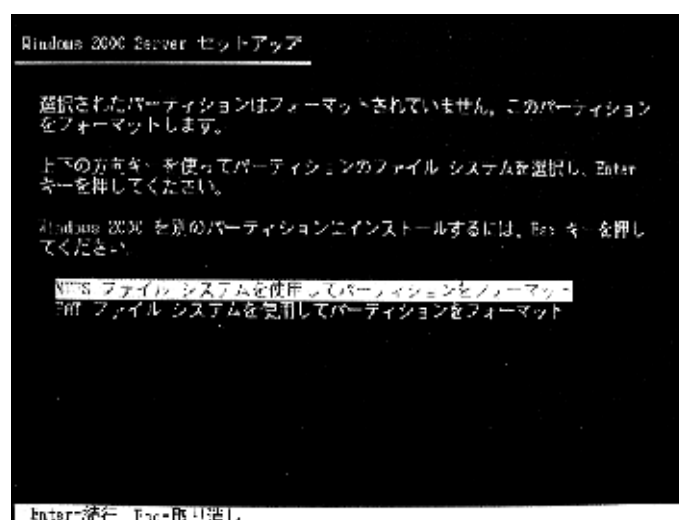 Windows 2000 Server セットアップ
選択されたパーティションはフォーマットされていません。このパーティション
をフォーマットします。
上下の方向キーを使ってパーティションのファイル システムを選択し、Enter
キーを押してください。
Windows 2000 を別のパーティションにインストールするには、Esc キーを押し
てください。
NTFS ファイル システムを使用してパーティションをフォーマット
FAT ファイル システムを使用してパーティションをフォーマット
Enter=続行 Esc=取り消し